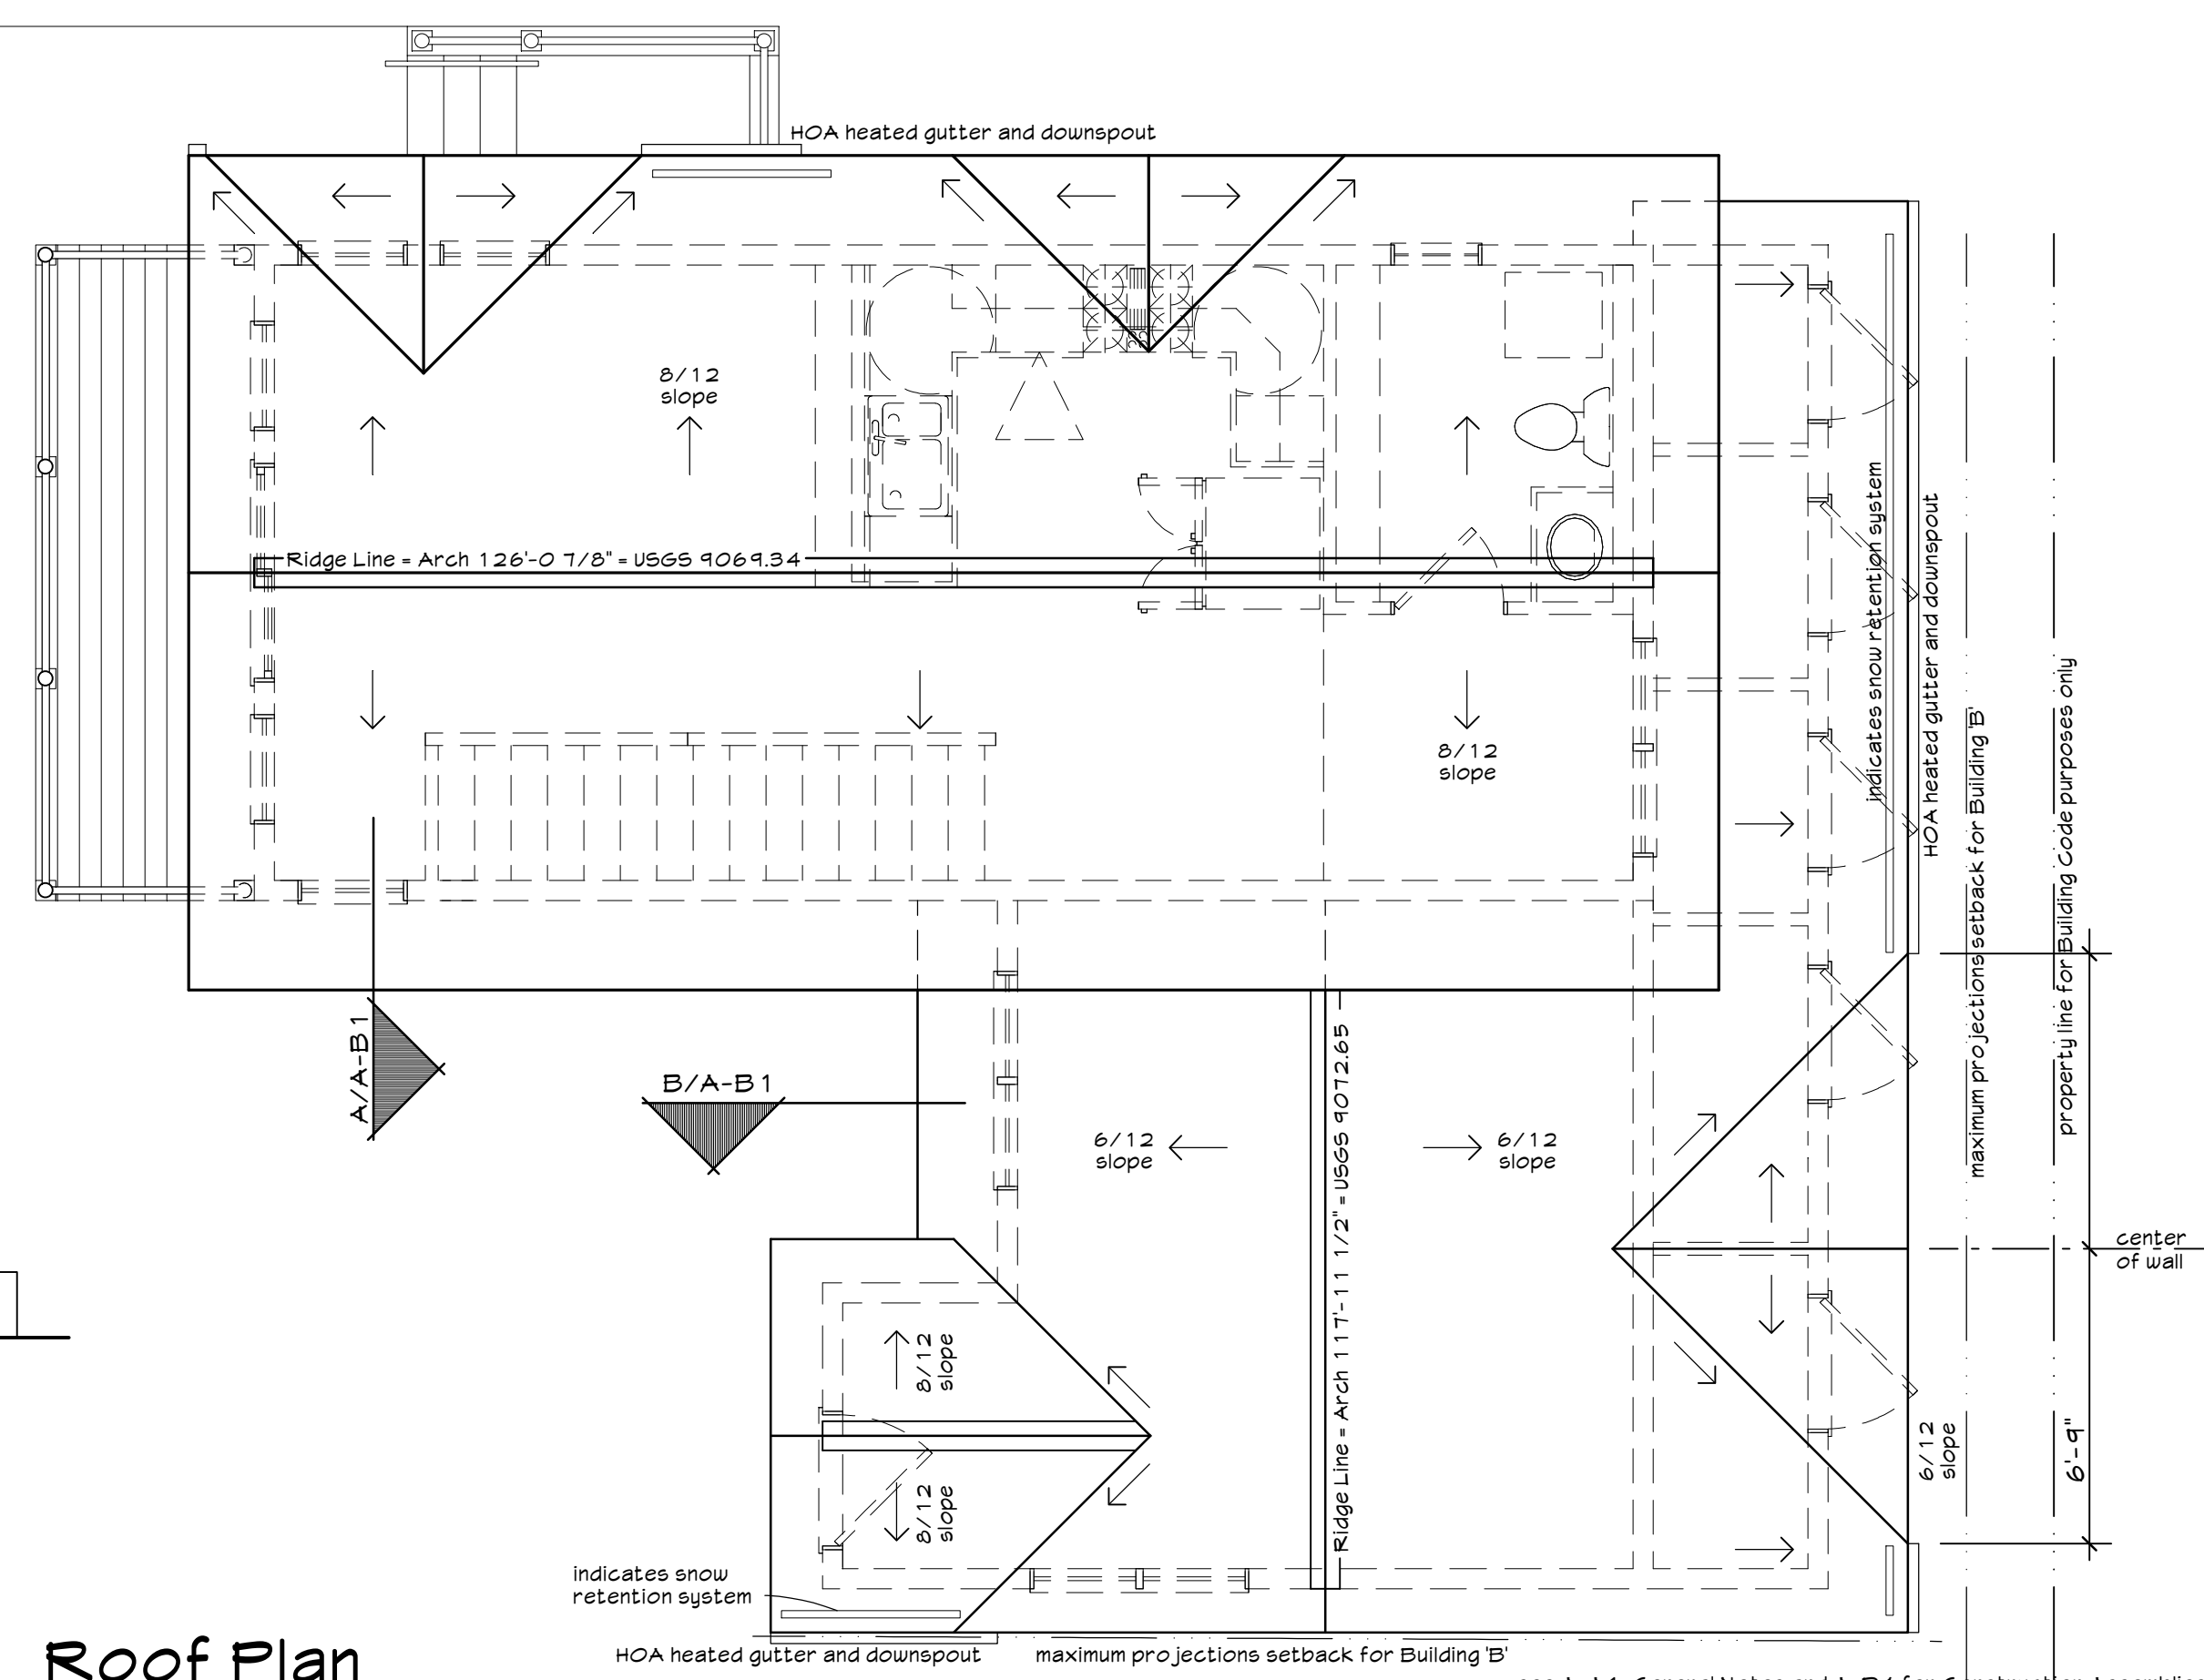 HOA heated gutter and downspout
8/12
slope
Ridge Line = Arch 126'-0 7/8" = USGS 9069.34
8/12
slope
indicates snow retention system
HOA heated gutter and downspout
maximum projections setback for Building 'B'
property line for Building Code purposes only
A/A-B1
B/A-B1
6/12
slope
6/12
slope
Ridge Line = Arch 117'-11 1/2" = USGS 9072.65
center
of wall
8/12
slope
8/12
slope
6/12
slope
6'-9"
indicates snow
retention system
HOA heated gutter and downspout
maximum projections setback for Building 'B'
Roof Plan